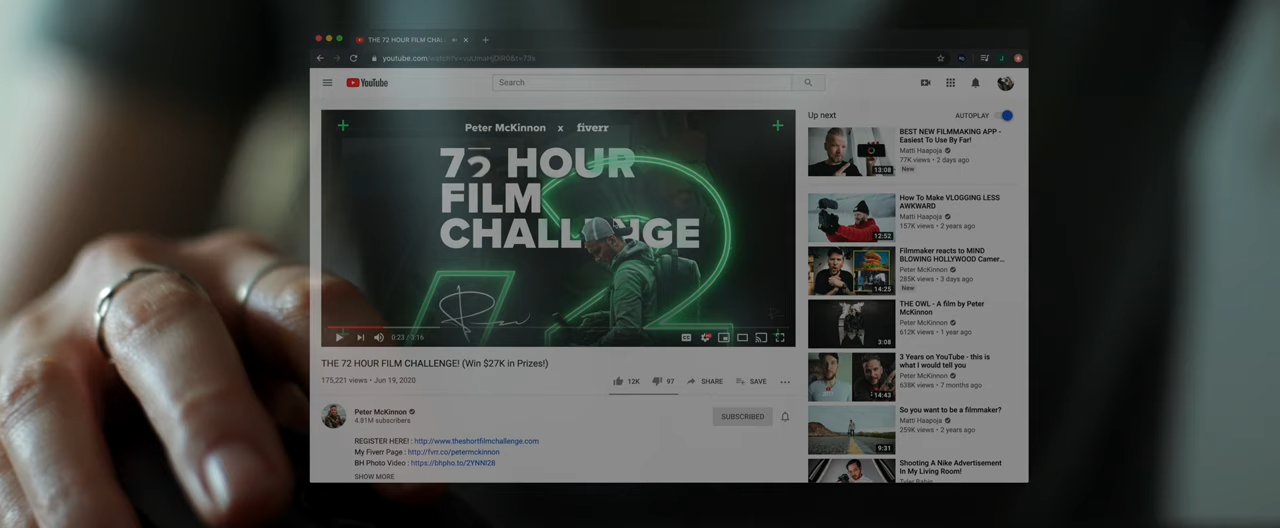 THE 72 HOUR FILM CHAL
youtube.com/watch?v=
YouTube
Search
Peter McKinnon x fiverr
72 HOUR
FILM
CHALLENGE
0:23 / 3:16
THE 72 HOUR FILM CHALLENGE! (Win $27K in Prizes!)
175,221 views • Jun 19, 2020
12K
97
SHARE
SAVE
Peter McKinnon
4.81M subscribers
SUBSCRIBED
REGISTER HERE! : http://www.theshortfilmchallenge.com
My Fiverr Page : http://fvrr.co/petermckinnon
BH Photo Video : https://bhpho.to/2YNNI28
SHOW MORE
Up next
AUTOPLAY
BEST NEW FILMMAKING APP -
Easiest To Use By Far!
Matti Haapoja
77K views • 2 days ago
New
13:08
How To Make VLOGGING LESS
AWKWARD
Matti Haapoja
157K views • 2 years ago
12:52
Filmmaker reacts to MIND
BLOWING HOLLYWOOD Camer...
Peter McKinnon
285K views • 3 days ago
New
14:25
THE OWL - A film by Peter
McKinnon
Peter McKinnon
612K views • 1 year ago
3:08
3 Years on YouTube - this is
what I would tell you
Peter McKinnon
638K views • 7 months ago
14:43
So you want to be a filmmaker?
Matti Haapoja
259K views • 2 years ago
9:31
Shooting A Nike Advertisement
In My Living Room!